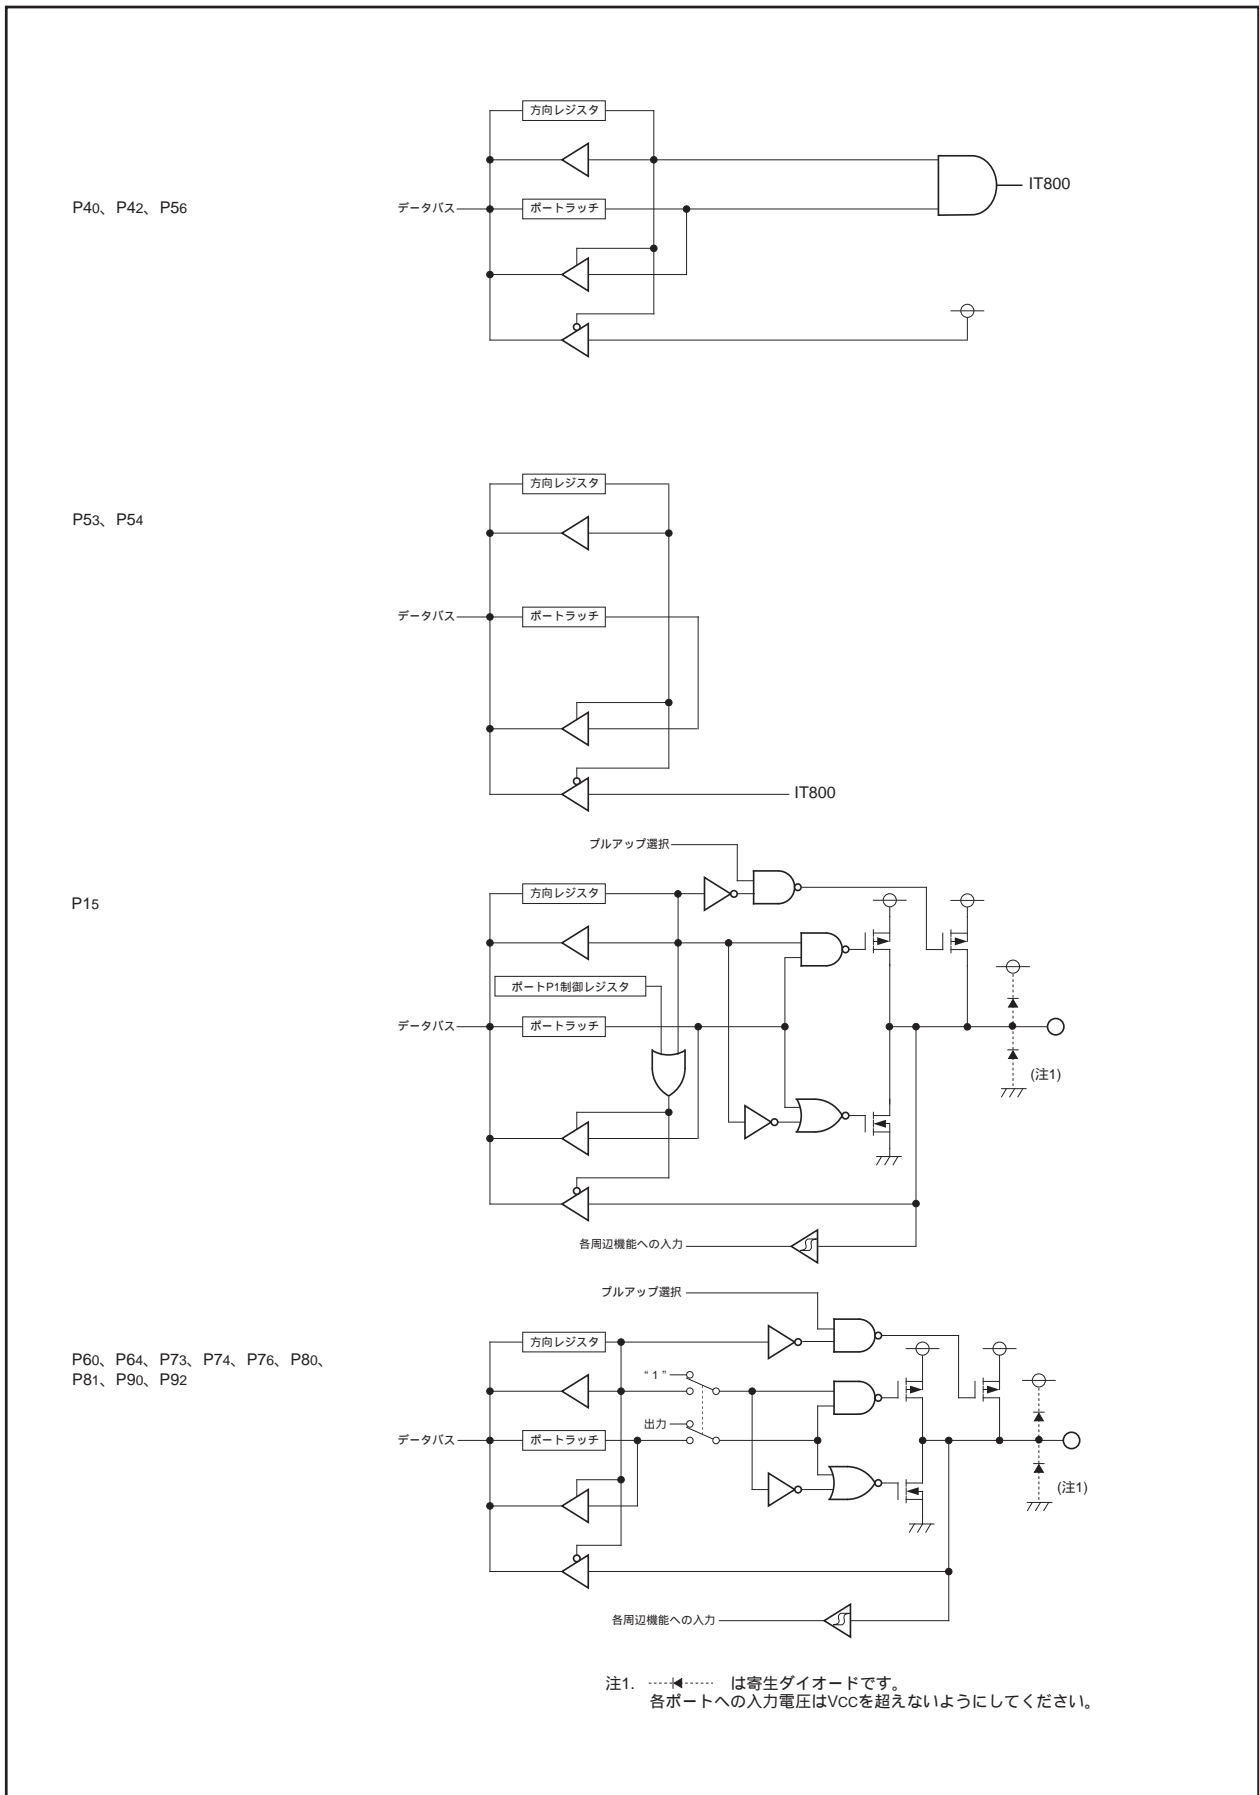 方向レジスタ
P40、P42、P56
データバス
ポートラッチ
IT800
方向レジスタ
P53、P54
データバス
ポートラッチ
IT800
プルアップ選択
方向レジスタ
P15
ポートP1制御レジスタ
データバス
ポートラッチ
(注1)
各周辺機能への入力
プルアップ選択
方向レジスタ
P60、P64、P73、P74、P76、P80、
P81、P90、P92
“1”
出力
データバス
ポートラッチ
(注1)
各周辺機能への入力
注1. は寄生ダイオードです。
各ポートへの入力電圧はVCCを超えないようにしてください。